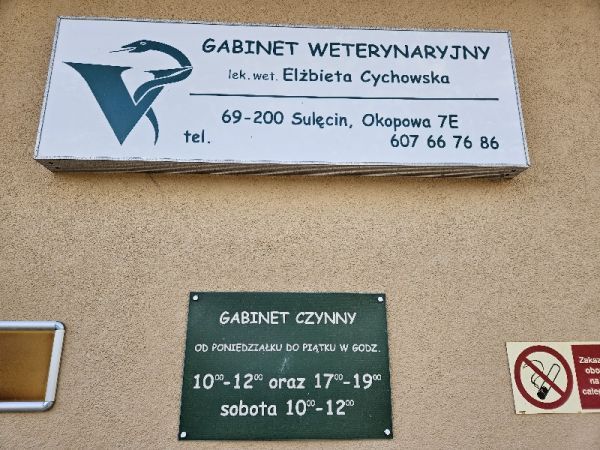 GABINET WETERYNARYJNY
lek. wet. Elżbieta Cychowska
69-200 Sulęcin, Okopowa 7E
tel. 607 66 76 86
GABINET CZYNNY
OD PONIEDZIAŁKU DO PIĄTKU W GODZ.
10⁰⁰-12⁰⁰ oraz 17⁰⁰-19⁰⁰
sobota 10⁰⁰-12⁰⁰
na